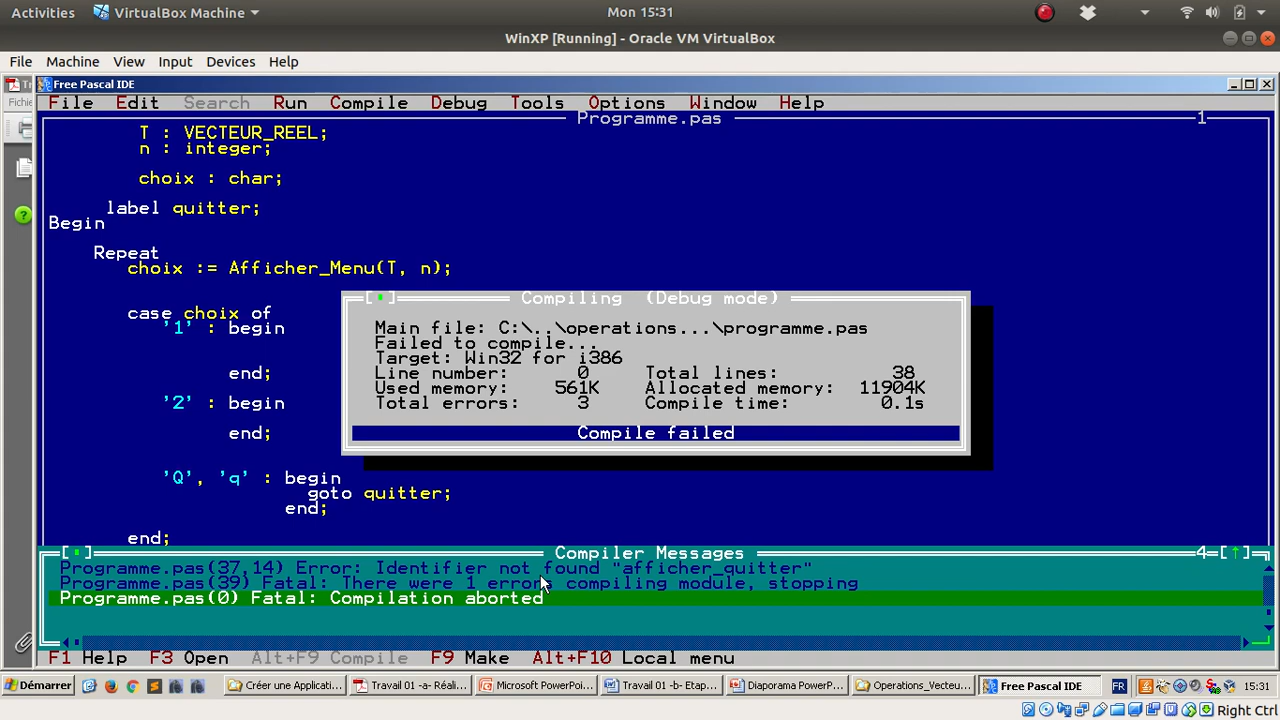 Activities VirtualBox Machine Mon 15:31
WinXP [Running] - Oracle VM VirtualBox
File Machine View Input Devices Help
Free Pascal IDE
Fichie
File Edit Search Run Compile Debug Tools Options Window Help
Programme.pas 1
T : VECTEUR_REEL;
n : integer;
choix : char;
label quitter;
Begin
Repeat
choix := Afficher_Menu(T, n);
case choix of
'1' : begin
end;
'2' : begin
end;
'Q', 'q' : begin
goto quitter;
end;
end;
Compiling (Debug mode)
Main file: C:\..\operations...\programme.pas
Failed to compile...
Target: Win32 for i386
Line number: 0 Total lines: 38
Used memory: 561K Allocated memory: 11904K
Total errors: 3 Compile time: 0.1s
Compile failed
Compiler Messages 4
Programme.pas(37,14) Error: Identifier not found "afficher_quitter"
Programme.pas(39) Fatal: There were 1 errors compiling module, stopping
Programme.pas(0) Fatal: Compilation aborted
F1 Help F3 Open Alt+F9 Compile F9 Make Alt+F10 Local menu
Démarrer Créer une Applicati... Travail 01 -a- Réali... Microsoft PowerPoi... Travail 01 -b- Etap... Diaporama PowerP... Operations_Vecteu... Free Pascal IDE FR 15:31
Right Ctrl